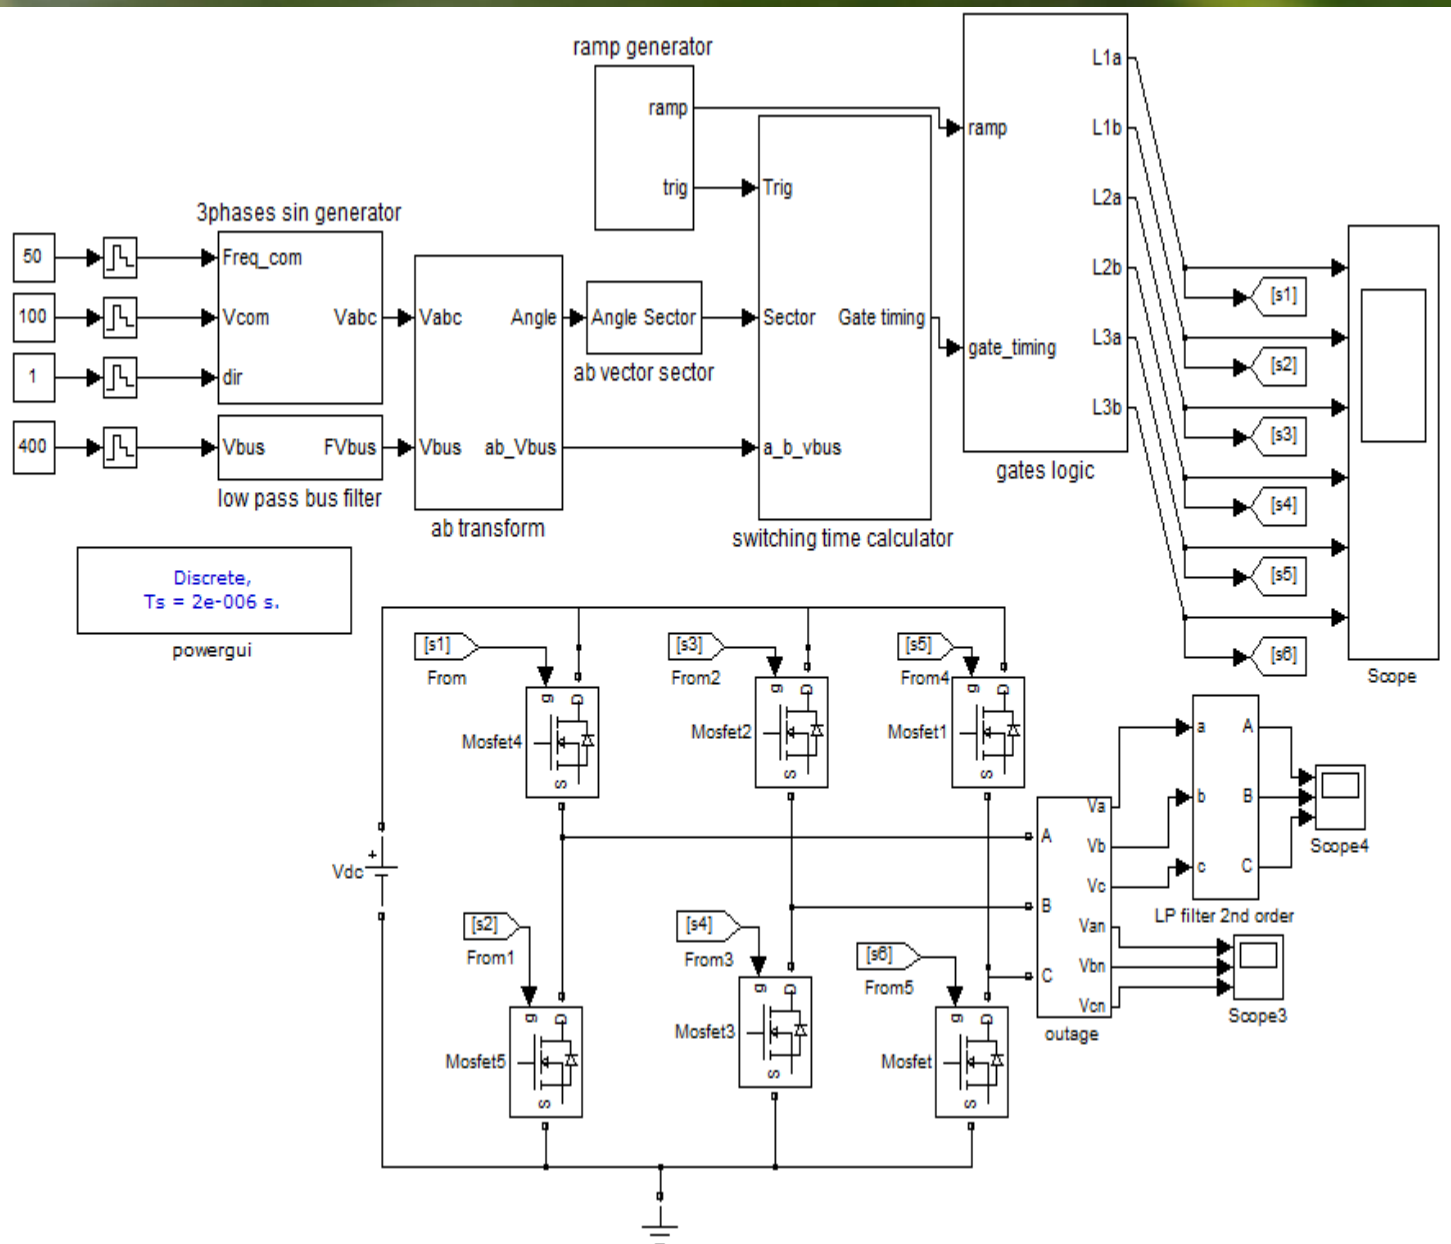 ramp generator
ramp
trig
3phases sin generator
50
Freq_com
100
Vcom
Vabc
1
dir
400
Vbus
FVbus
low pass bus filter
Vabc
Angle
Vbus
ab_Vbus
ab transform
Angle Sector
ab vector sector
Trig
Sector
Gate timing
a_b_vbus
switching time calculator
ramp
gate_timing
L1a
L1b
L2a
L2b
L3a
L3b
gates logic
[s1]
[s2]
[s3]
[s4]
[s5]
[s6]
Scope
Discrete,
Ts = 2e-006 s.
powergui
[s1]
From
[s3]
From2
[s5]
From4
g
D
S
Mosfet4
g
D
S
Mosfet2
g
D
S
Mosfet1
+
Vdc
[s2]
From1
[s4]
From3
[s6]
From5
g
D
S
Mosfet5
g
D
S
Mosfet3
g
D
S
Mosfet
A
B
C
Va
Vb
Vc
Van
Vbn
Vcn
outage
a
A
b
B
c
C
LP filter 2nd order
Scope4
Scope3